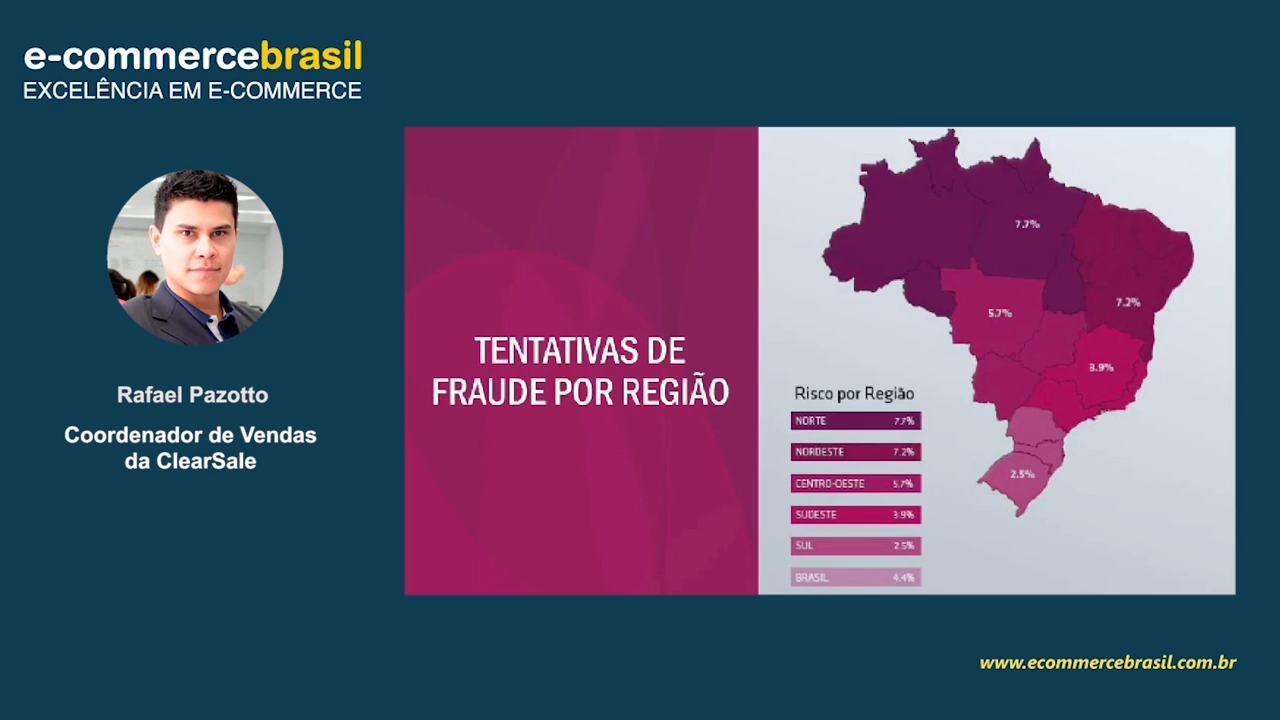 e-commercebrasil
EXCELÊNCIA EM E-COMMERCE
Rafael Pazotto
Coordenador de Vendas
da ClearSale
TENTATIVAS DE
FRAUDE POR REGIÃO
7.7%
7.2%
5.7%
3.9%
2.5%
Risco por Região
NORTE 7.7%
NORDESTE 7.2%
CENTRO-OESTE 5.7%
SUDESTE 3.9%
SUL 2.5%
BRASIL 4.4%
www.ecommercebrasil.com.br